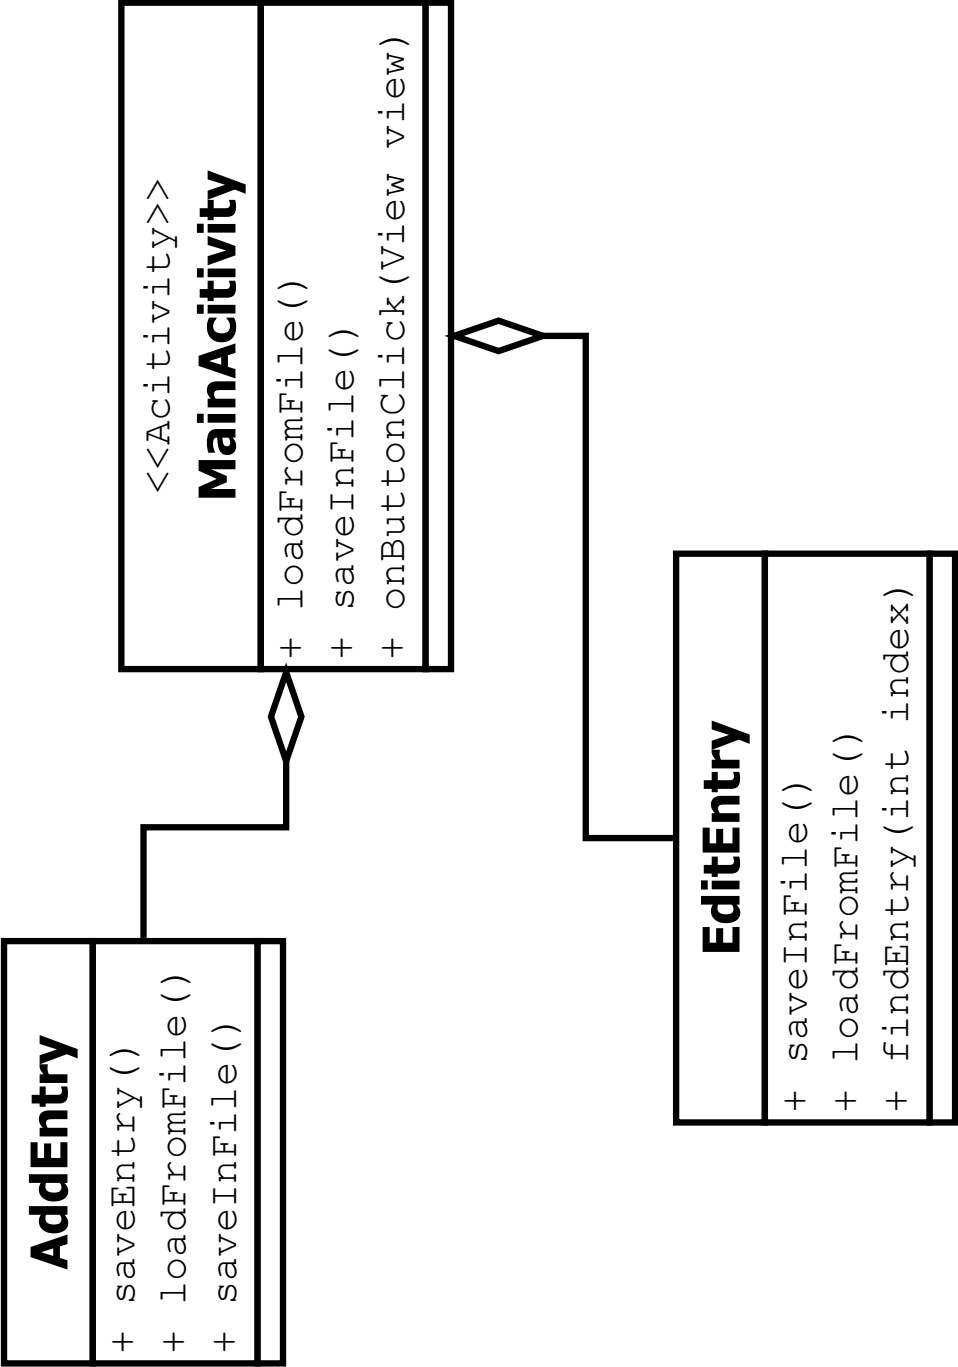 <<Acitivity>>
MainAcitivity
+ loadFromFile()
+ saveInFile()
+ onButtonClick(View view)
AddEntry
+ saveEntry()
+ loadFromFile()
+ saveInFile()
EditEntry
+ saveInFile()
+ loadFromFile()
+ findEntry(int index)